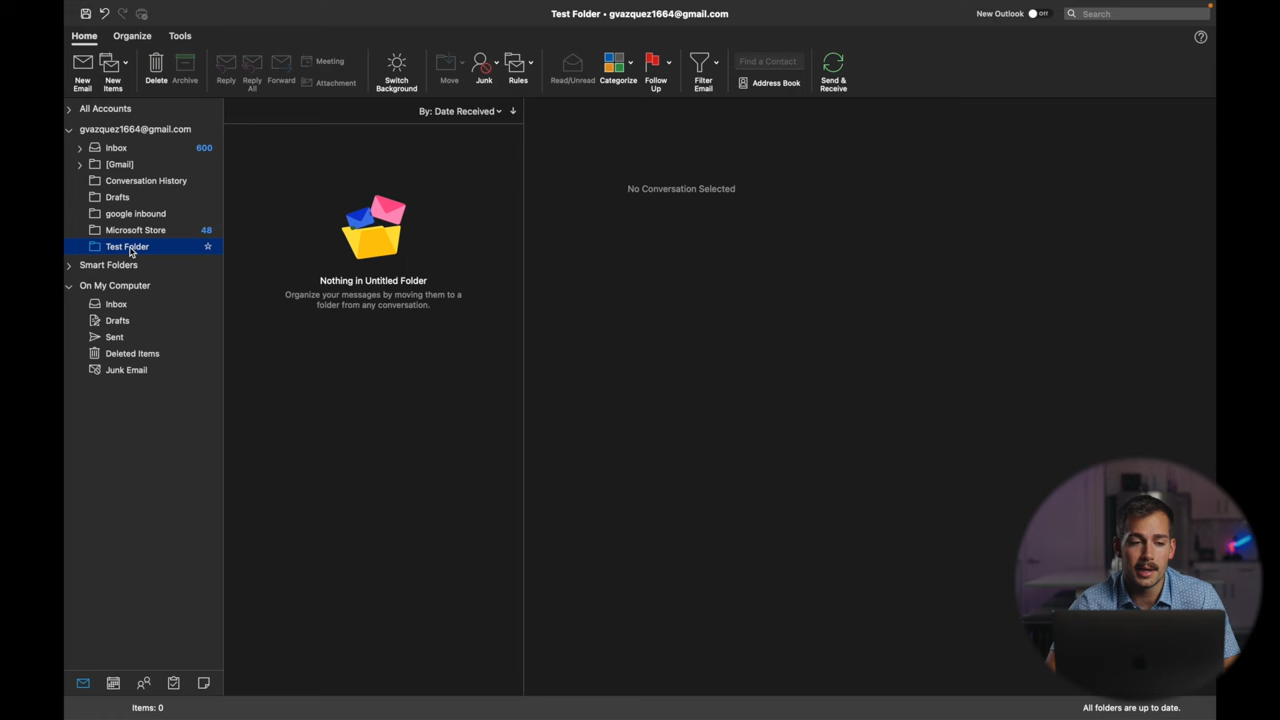 Test Folder • gvazquez1664@gmail.com
New Outlook Off
Search
Home Organize Tools
New Email
New Items
Delete
Archive
Reply
Reply All
Forward
Meeting
Attachment
Switch Background
Move
Junk
Rules
Read/Unread
Categorize
Follow Up
Filter Email
Find a Contact
Address Book
Send & Receive
All Accounts
gvazquez1664@gmail.com
Inbox 600
[Gmail]
Conversation History
Drafts
google inbound
Microsoft Store 48
Test Folder
Smart Folders
On My Computer
Inbox
Drafts
Sent
Deleted Items
Junk Email
By: Date Received
Nothing in Untitled Folder
Organize your messages by moving them to a
folder from any conversation.
No Conversation Selected
Items: 0
All folders are up to date.